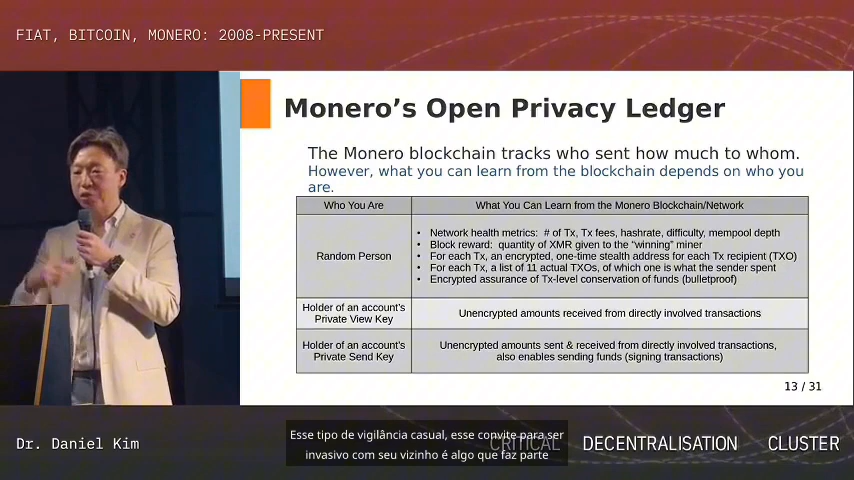 FIAT, BITCOIN, MONERO: 2008-PRESENT
Monero's Open Privacy Ledger
The Monero blockchain tracks who sent how much to whom.
However, what you can learn from the blockchain depends on who you
are.
Who You Are
What You Can Learn from the Monero Blockchain/Network
Random Person
• Network health metrics: # of Tx, Tx fees, hashrate, difficulty, mempool depth
• Block reward: quantity of XMR given to the “winning” miner
• For each Tx, an encrypted, one-time stealth address for each Tx recipient (TXO)
• For each Tx, a list of 11 actual TXOs, of which one is what the sender spent
• Encrypted assurance of Tx-level conservation of funds (bulletproof)
Holder of an account's
Private View Key
Unencrypted amounts received from directly involved transactions
Holder of an account's
Private Send Key
Unencrypted amounts sent & received from directly involved transactions,
also enables sending funds (signing transactions)
13 / 31
Dr. Daniel Kim
CRITICAL DECENTRALISATION CLUSTER
Esse tipo de vigilância casual, esse convite para ser
invasivo com seu vizinho é algo que faz parte